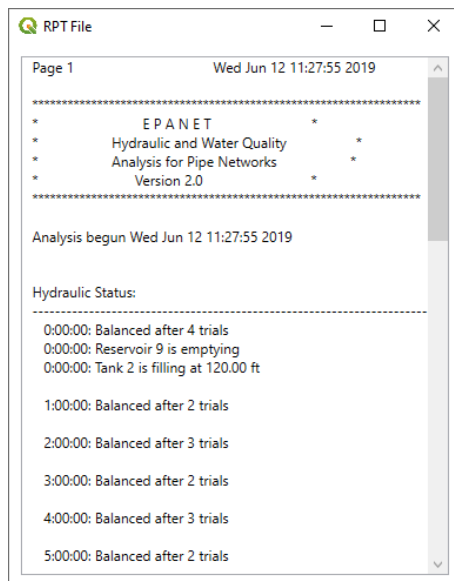 RPT File
Page 1 Wed Jun 12 11:27:55 2019
******************************************************************
* E P A N E T *
* Hydraulic and Water Quality *
* Analysis for Pipe Networks *
* Version 2.0 *
******************************************************************
Analysis begun Wed Jun 12 11:27:55 2019
Hydraulic Status:
-----------------------------------------------------------------------
0:00:00: Balanced after 4 trials
0:00:00: Reservoir 9 is emptying
0:00:00: Tank 2 is filling at 120.00 ft
1:00:00: Balanced after 2 trials
2:00:00: Balanced after 3 trials
3:00:00: Balanced after 2 trials
4:00:00: Balanced after 3 trials
5:00:00: Balanced after 2 trials